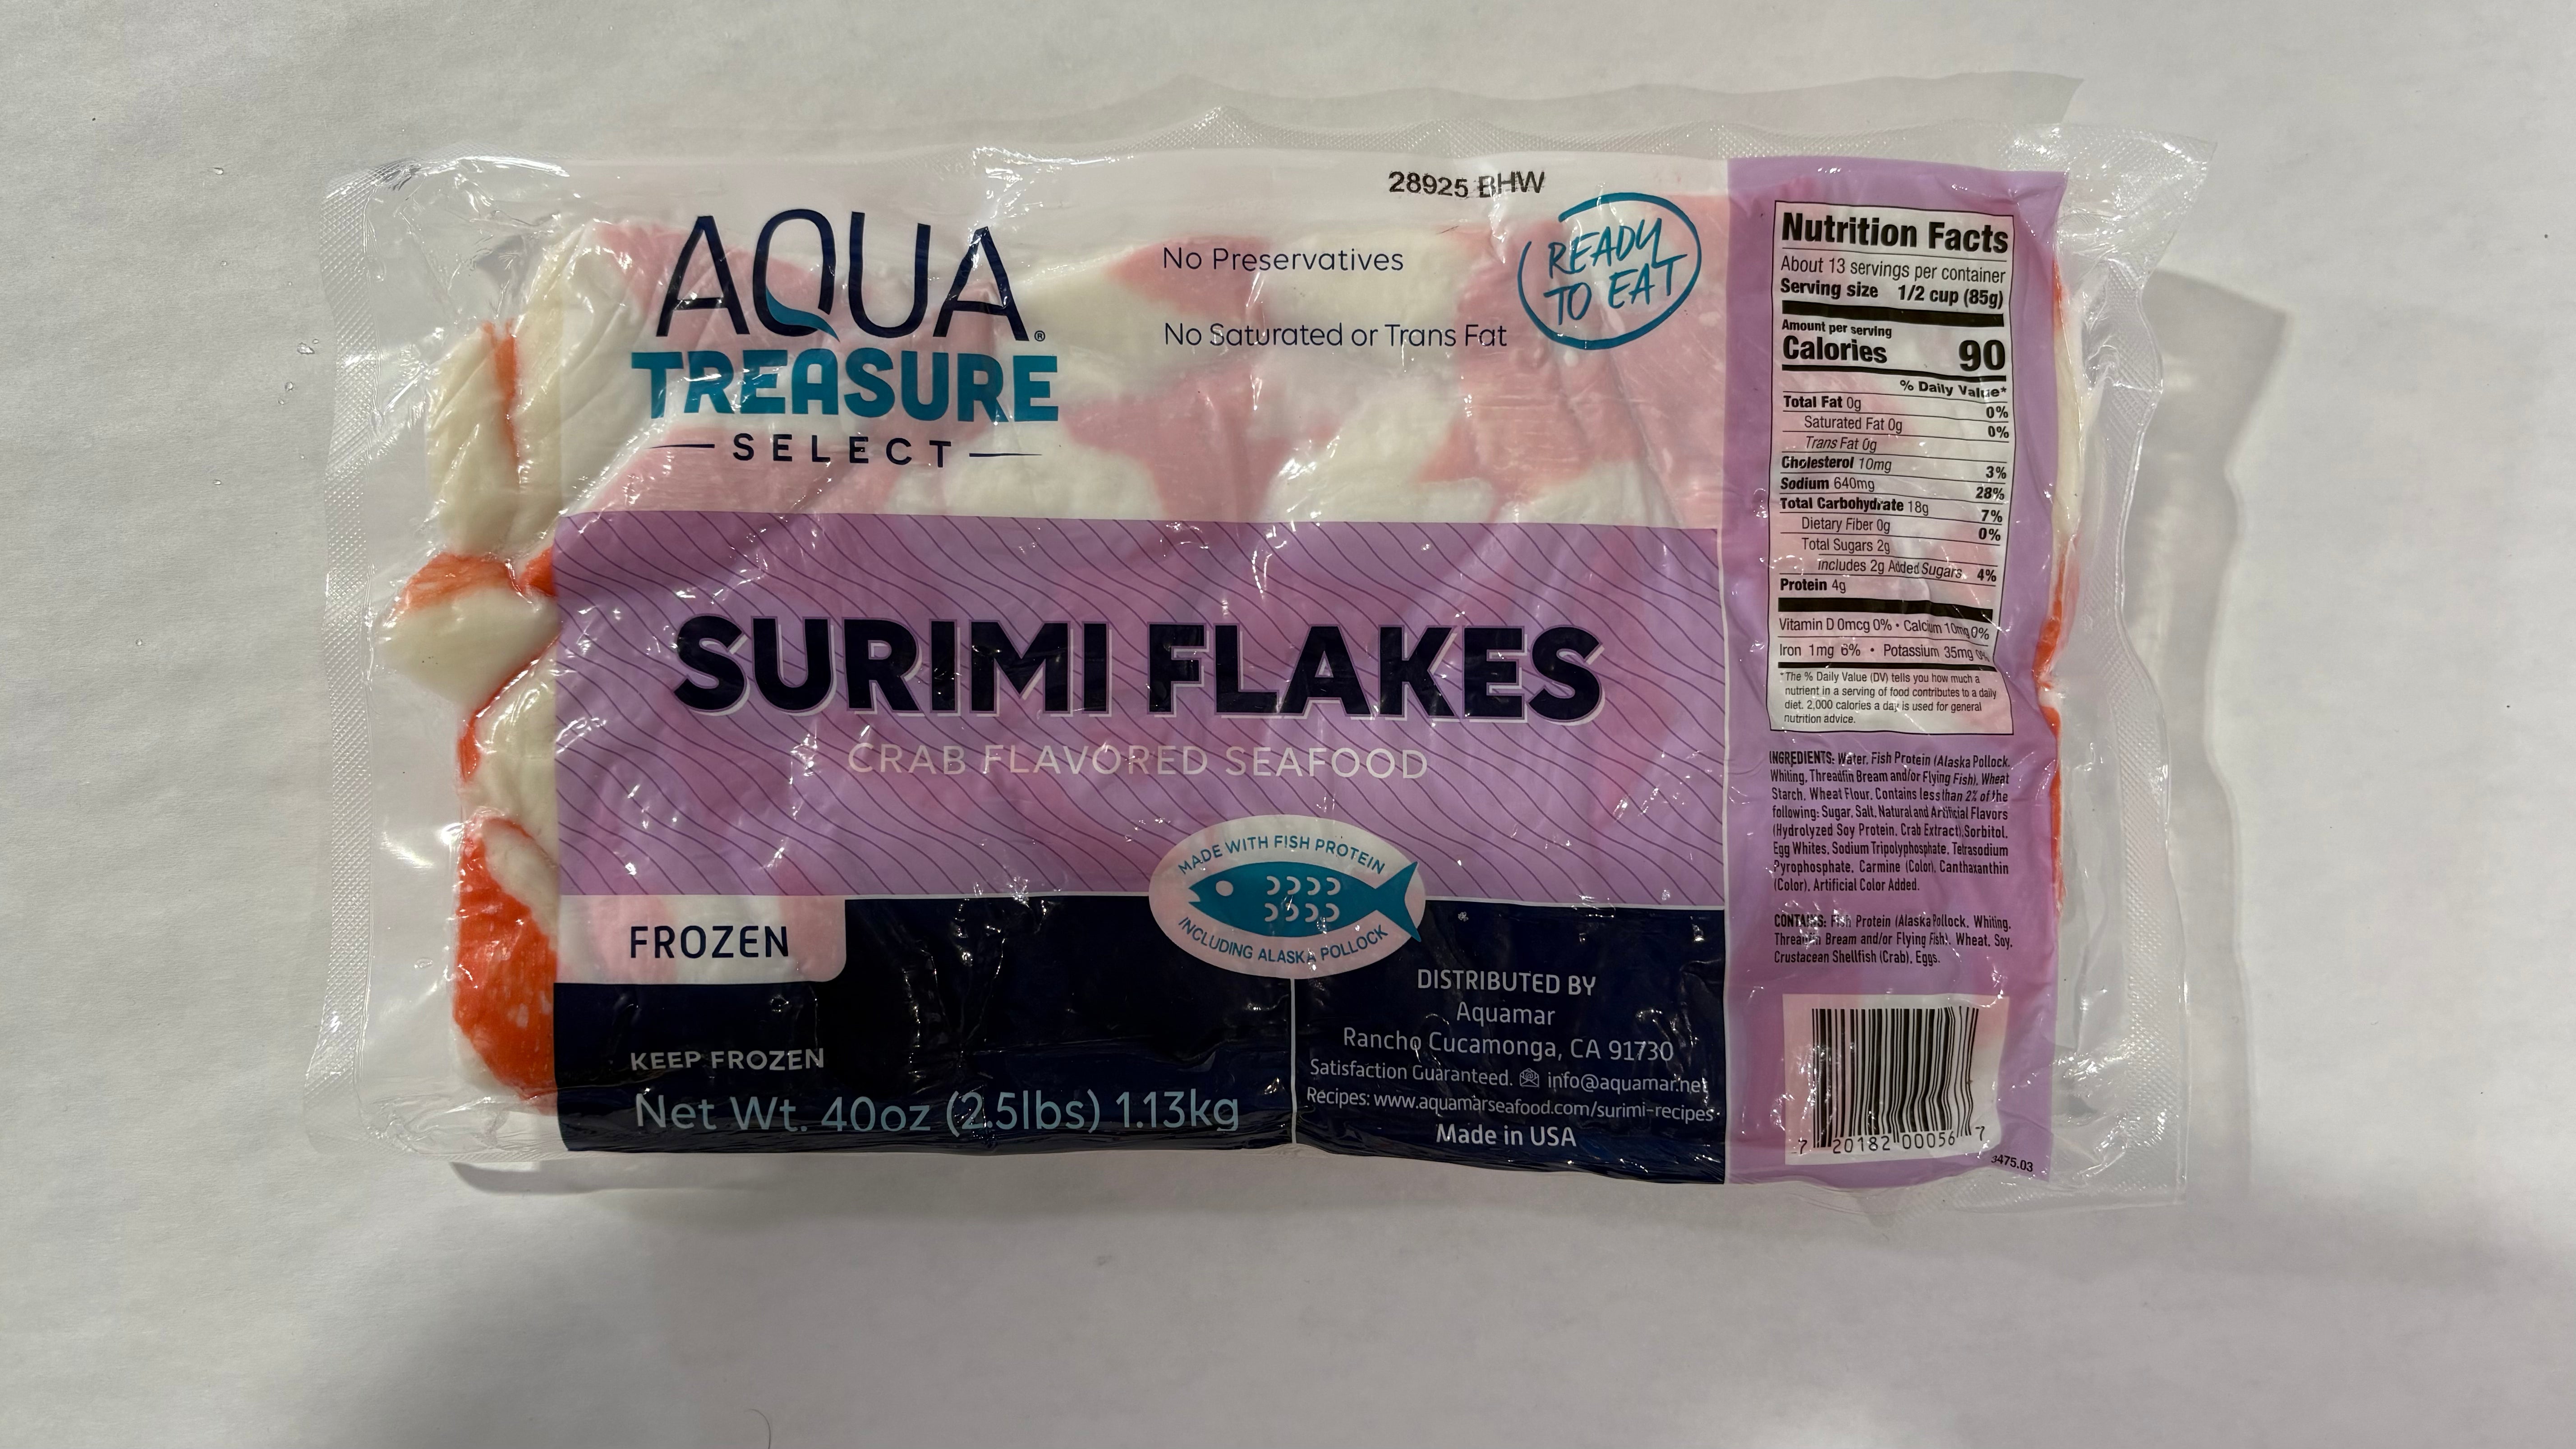 28925 BHW
AQUA®
TREASURE
SELECT
No Preservatives
No Saturated or Trans Fat
READY
TO EAT
SURIMI FLAKES
CRAB FLAVORED SEAFOOD
MADE WITH FISH PROTEIN
INCLUDING ALASKA POLLOCK
FROZEN
KEEP FROZEN
Net Wt. 40oz (2.5lbs) 1.13kg
DISTRIBUTED BY
Aquamar
Rancho Cucamonga, CA 91730
Satisfaction Guaranteed. info@aquamar.net
Recipes: www.aquamarseafood.com/surimi-recipes
Made in USA
Nutrition Facts
About 13 servings per container
Serving size 1/2 cup (85g)
Amount per serving
Calories 90
% Daily Value*
Total Fat 0g 0%
Saturated Fat 0g 0%
Trans Fat 0g
Cholesterol 10mg 3%
Sodium 640mg 28%
Total Carbohydrate 18g 7%
Dietary Fiber 0g 0%
Total Sugars 2g
includes 2g Added Sugars 4%
Protein 4g
Vitamin D 0mcg 0% • Calcium 10mg 0%
Iron 1mg 6% • Potassium 35mg 0%
*The % Daily Value (DV) tells you how much a
nutrient in a serving of food contributes to a daily
diet. 2,000 calories a day is used for general
nutrition advice.
INGREDIENTS: Water, Fish Protein (Alaska Pollock,
Whiting, Threadfin Bream and/or Flying Fish), Wheat
Starch, Wheat Flour, Contains less than 2% of the
following: Sugar, Salt, Natural and Artificial Flavors
(Hydrolyzed Soy Protein, Crab Extract), Sorbitol,
Egg Whites, Sodium Tripolyphosphate, Tetrasodium
Pyrophosphate, Carmine (Color), Canthaxanthin
(Color), Artificial Color Added.
CONTAINS: Fish Protein (Alaska Pollock, Whiting,
Threadfin Bream and/or Flying Fish), Wheat, Soy,
Crustacean Shellfish (Crab), Eggs.
7 20182 00056 7
3475.03